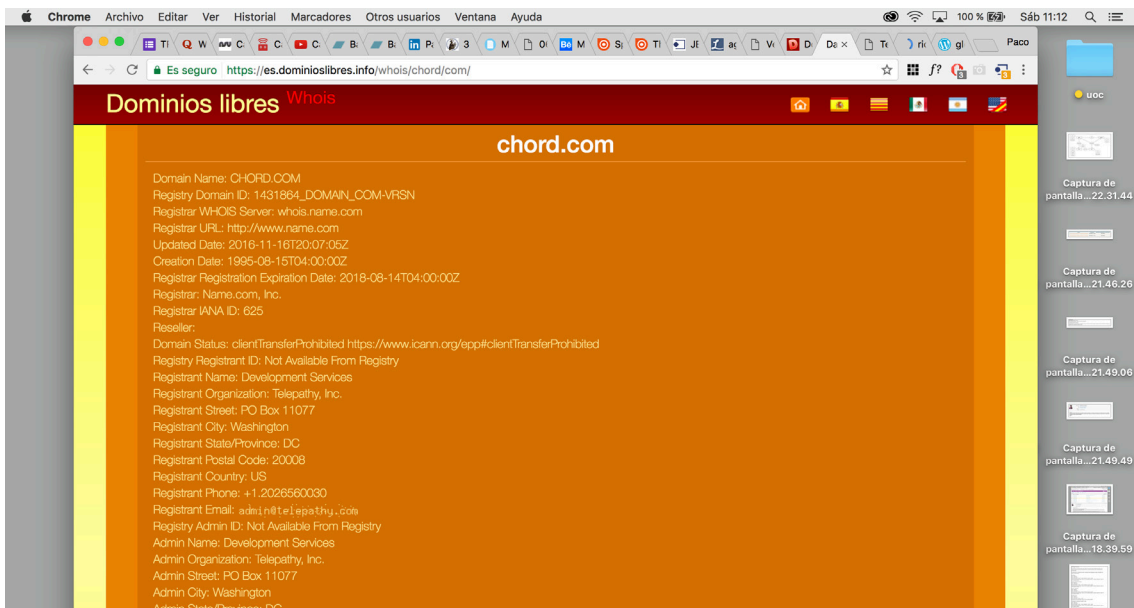 Chrome Archivo Editar Ver Historial Marcadores Otros usuarios Ventana Ayuda 100 % Sáb 11:12
Paco
Es seguro https://es.dominioslibres.info/whois/chord/com/
Dominios libres Whois
chord.com
Domain Name: CHORD.COM
Registry Domain ID: 1431864_DOMAIN_COM-VRSN
Registrar WHOIS Server: whois.name.com
Registrar URL: http://www.name.com
Updated Date: 2016-11-16T20:07:05Z
Creation Date: 1995-08-15T04:00:00Z
Registrar Registration Expiration Date: 2018-08-14T04:00:00Z
Registrar: Name.com, Inc.
Registrar IANA ID: 625
Reseller:
Domain Status: clientTransferProhibited https://www.icann.org/epp#clientTransferProhibited
Registry Registrant ID: Not Available From Registry
Registrant Name: Development Services
Registrant Organization: Telepathy, Inc.
Registrant Street: PO Box 11077
Registrant City: Washington
Registrant State/Province: DC
Registrant Postal Code: 20008
Registrant Country: US
Registrant Phone: +1.2026560030
Registrant Email: admin@telepathy.com
Registry Admin ID: Not Available From Registry
Admin Name: Development Services
Admin Organization: Telepathy, Inc.
Admin Street: PO Box 11077
Admin City: Washington
Admin State/Province: DC
uoc
Captura de
pantalla...22.31.44
Captura de
pantalla...21.46.26
Captura de
pantalla...21.49.06
Captura de
pantalla...21.49.49
Captura de
pantalla...18.39.59